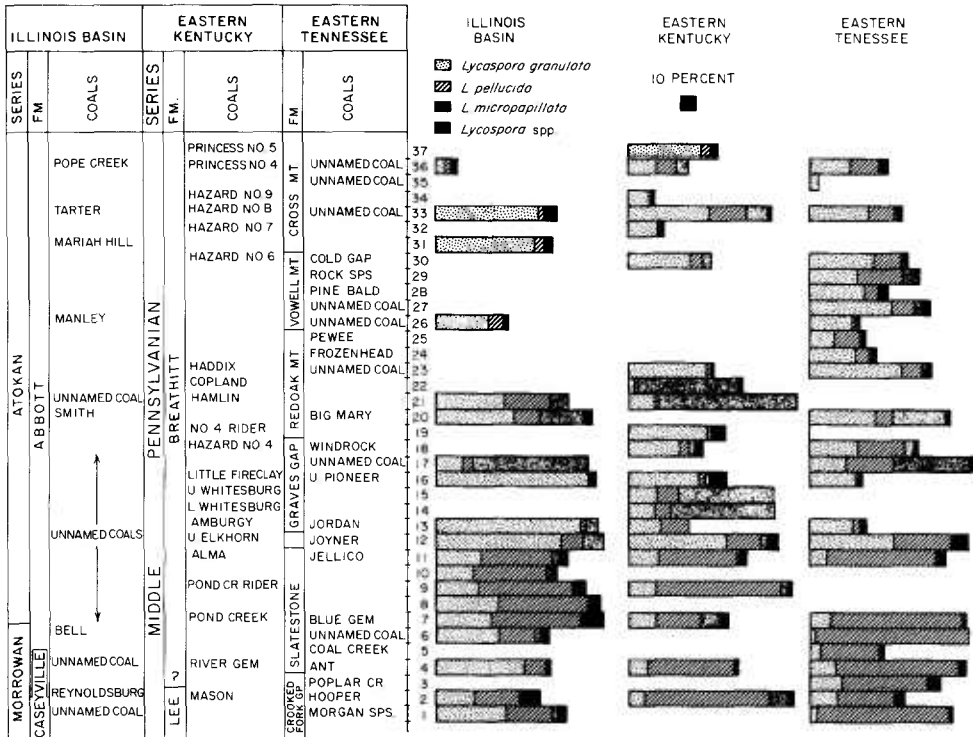 ILLINOIS BASIN
EASTERN KENTUCKY
EASTERN TENNESSEE
SERIES
FM
COALS
SERIES
FM.
COALS
FM
COALS
MORROWAN
ATOKAN
CASEYVILLE
ABBOTT
POPE CREEK
TARTER
MARIAH HILL
MANLEY
UNNAMED COAL
SMITH
UNNAMED COALS
BELL
UNNAMED COAL
REYNOLDSBURG
UNNAMED COAL
MIDDLE PENNSYLVANIAN
LEE
?
BREATHITT
PRINCESS NO. 5
PRINCESS NO 4
HAZARD NO 9
HAZARD NO 8
HAZARD NO 7
HAZARD NO 6
HADDIX
COPLAND
HAMLIN
NO 4 RIDER
HAZARD NO 4
LITTLE FIRECLAY
U WHITESBURG
L WHITESBURG
AMBURGY
U ELKHORN
ALMA
POND CR RIDER
POND CREEK
RIVER GEM
MASON
CROOKED FORK GP
SLATESTONE
GRAVES GAP
REDOAK MT
VOWELL MT
CROSS MT
UNNAMED COAL
UNNAMED COAL
UNNAMED COAL
COLD GAP
ROCK SPS
PINE BALD
UNNAMED COAL
UNNAMED COAL
PEWEE
FROZENHEAD
UNNAMED COAL
BIG MARY
WINDROCK
UNNAMED COAL
U PIONEER
JORDAN
JOYNER
JELLICO
BLUE GEM
UNNAMED COAL
COAL CREEK
ANT
POPLAR CR
HOOPER
MORGAN SPS.
37
36
35
34
33
32
31
30
29
28
27
26
25
24
23
22
21
20
19
18
17
16
15
14
13
12
11
10
9
8
7
6
5
4
3
2
1
ILLINOIS
BASIN
Lycaspora granulata
L pellucida
L micropapillata
Lycospora spp
EASTERN
KENTUCKY
10 PERCENT
EASTERN
TENESSEE